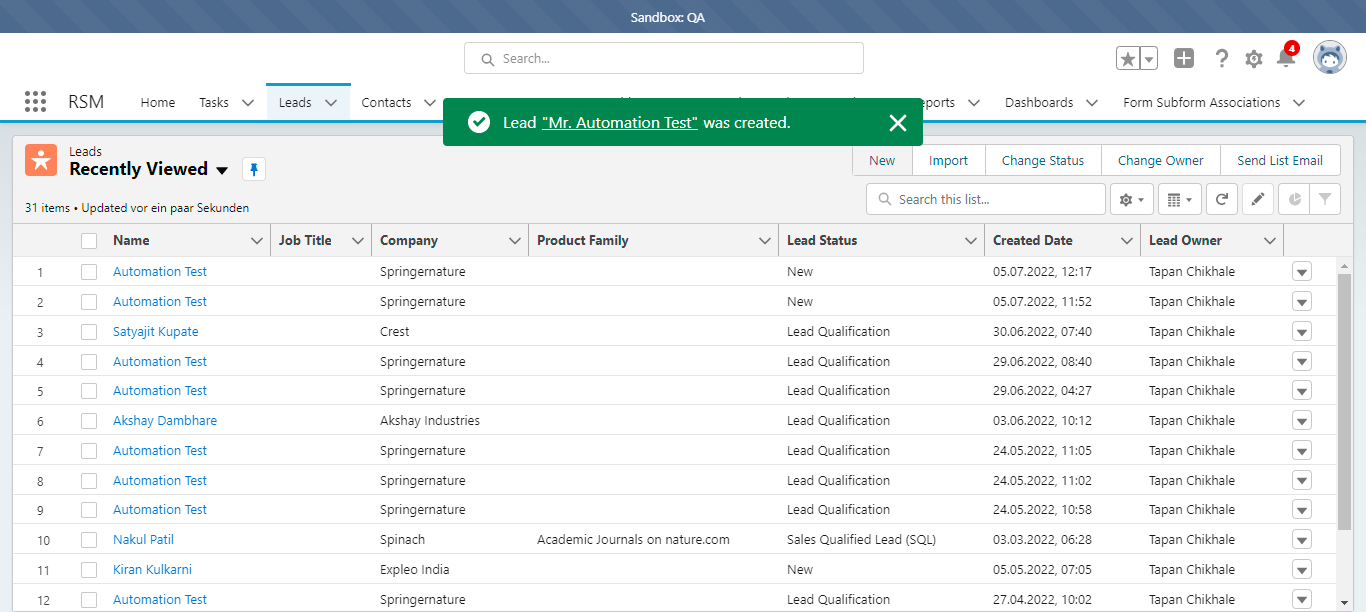 Sandbox: QA
Search...
4
RSM Home Tasks Leads Contacts Dashboards Form Subform Associations
Lead "Mr. Automation Test" was created.
Leads
Recently Viewed
New Import Change Status Change Owner Send List Email
31 items • Updated vor ein paar Sekunden
Search this list...
Name Job Title Company Product Family Lead Status Created Date Lead Owner
1 Automation Test Springernature New 05.07.2022, 12:17 Tapan Chikhale
2 Automation Test Springernature New 05.07.2022, 11:52 Tapan Chikhale
3 Satyajit Kupate Crest Lead Qualification 30.06.2022, 07:40 Tapan Chikhale
4 Automation Test Springernature Lead Qualification 29.06.2022, 08:40 Tapan Chikhale
5 Automation Test Springernature Lead Qualification 29.06.2022, 04:27 Tapan Chikhale
6 Akshay Dambhare Akshay Industries Lead Qualification 03.06.2022, 10:12 Tapan Chikhale
7 Automation Test Springernature Lead Qualification 24.05.2022, 11:05 Tapan Chikhale
8 Automation Test Springernature Lead Qualification 24.05.2022, 11:02 Tapan Chikhale
9 Automation Test Springernature Lead Qualification 24.05.2022, 10:58 Tapan Chikhale
10 Nakul Patil Spinach Academic Journals on nature.com Sales Qualified Lead (SQL) 03.03.2022, 06:28 Tapan Chikhale
11 Kiran Kulkarni Expleo India New 05.05.2022, 07:05 Tapan Chikhale
12 Automation Test Springernature Lead Qualification 27.04.2022, 10:02 Tapan Chikhale